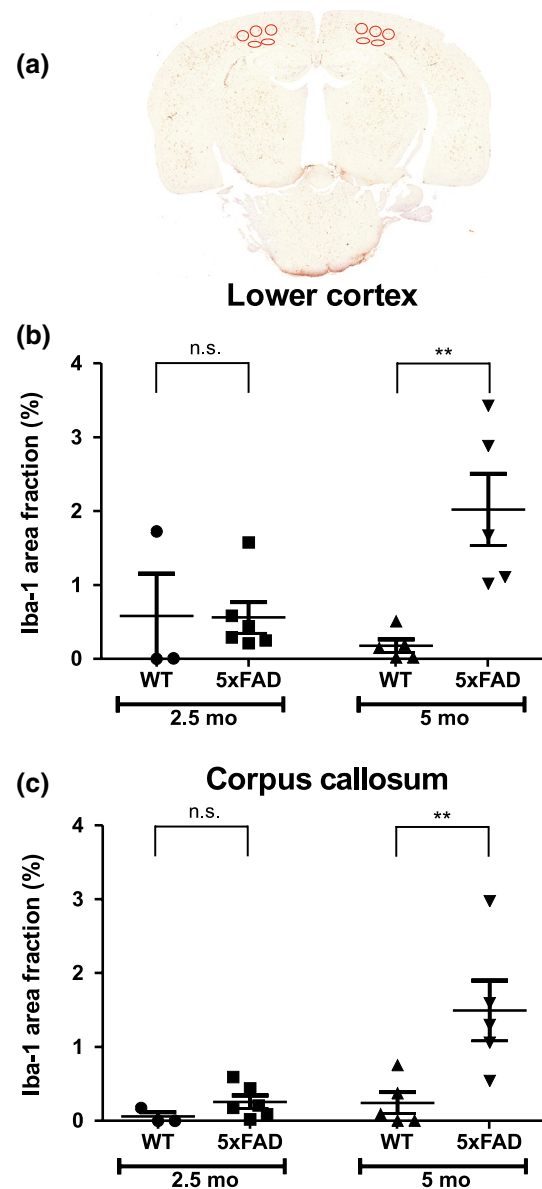 (a)
Lower cortex
(b)
Iba-1 area fraction (%)
4
3
2
1
0
n.s.
**
WT
5xFAD
WT
5xFAD
2.5 mo
5 mo
(c)
Corpus callosum
Iba-1 area fraction (%)
4
3
2
1
0
n.s.
**
WT
5xFAD
WT
5xFAD
2.5 mo
5 mo